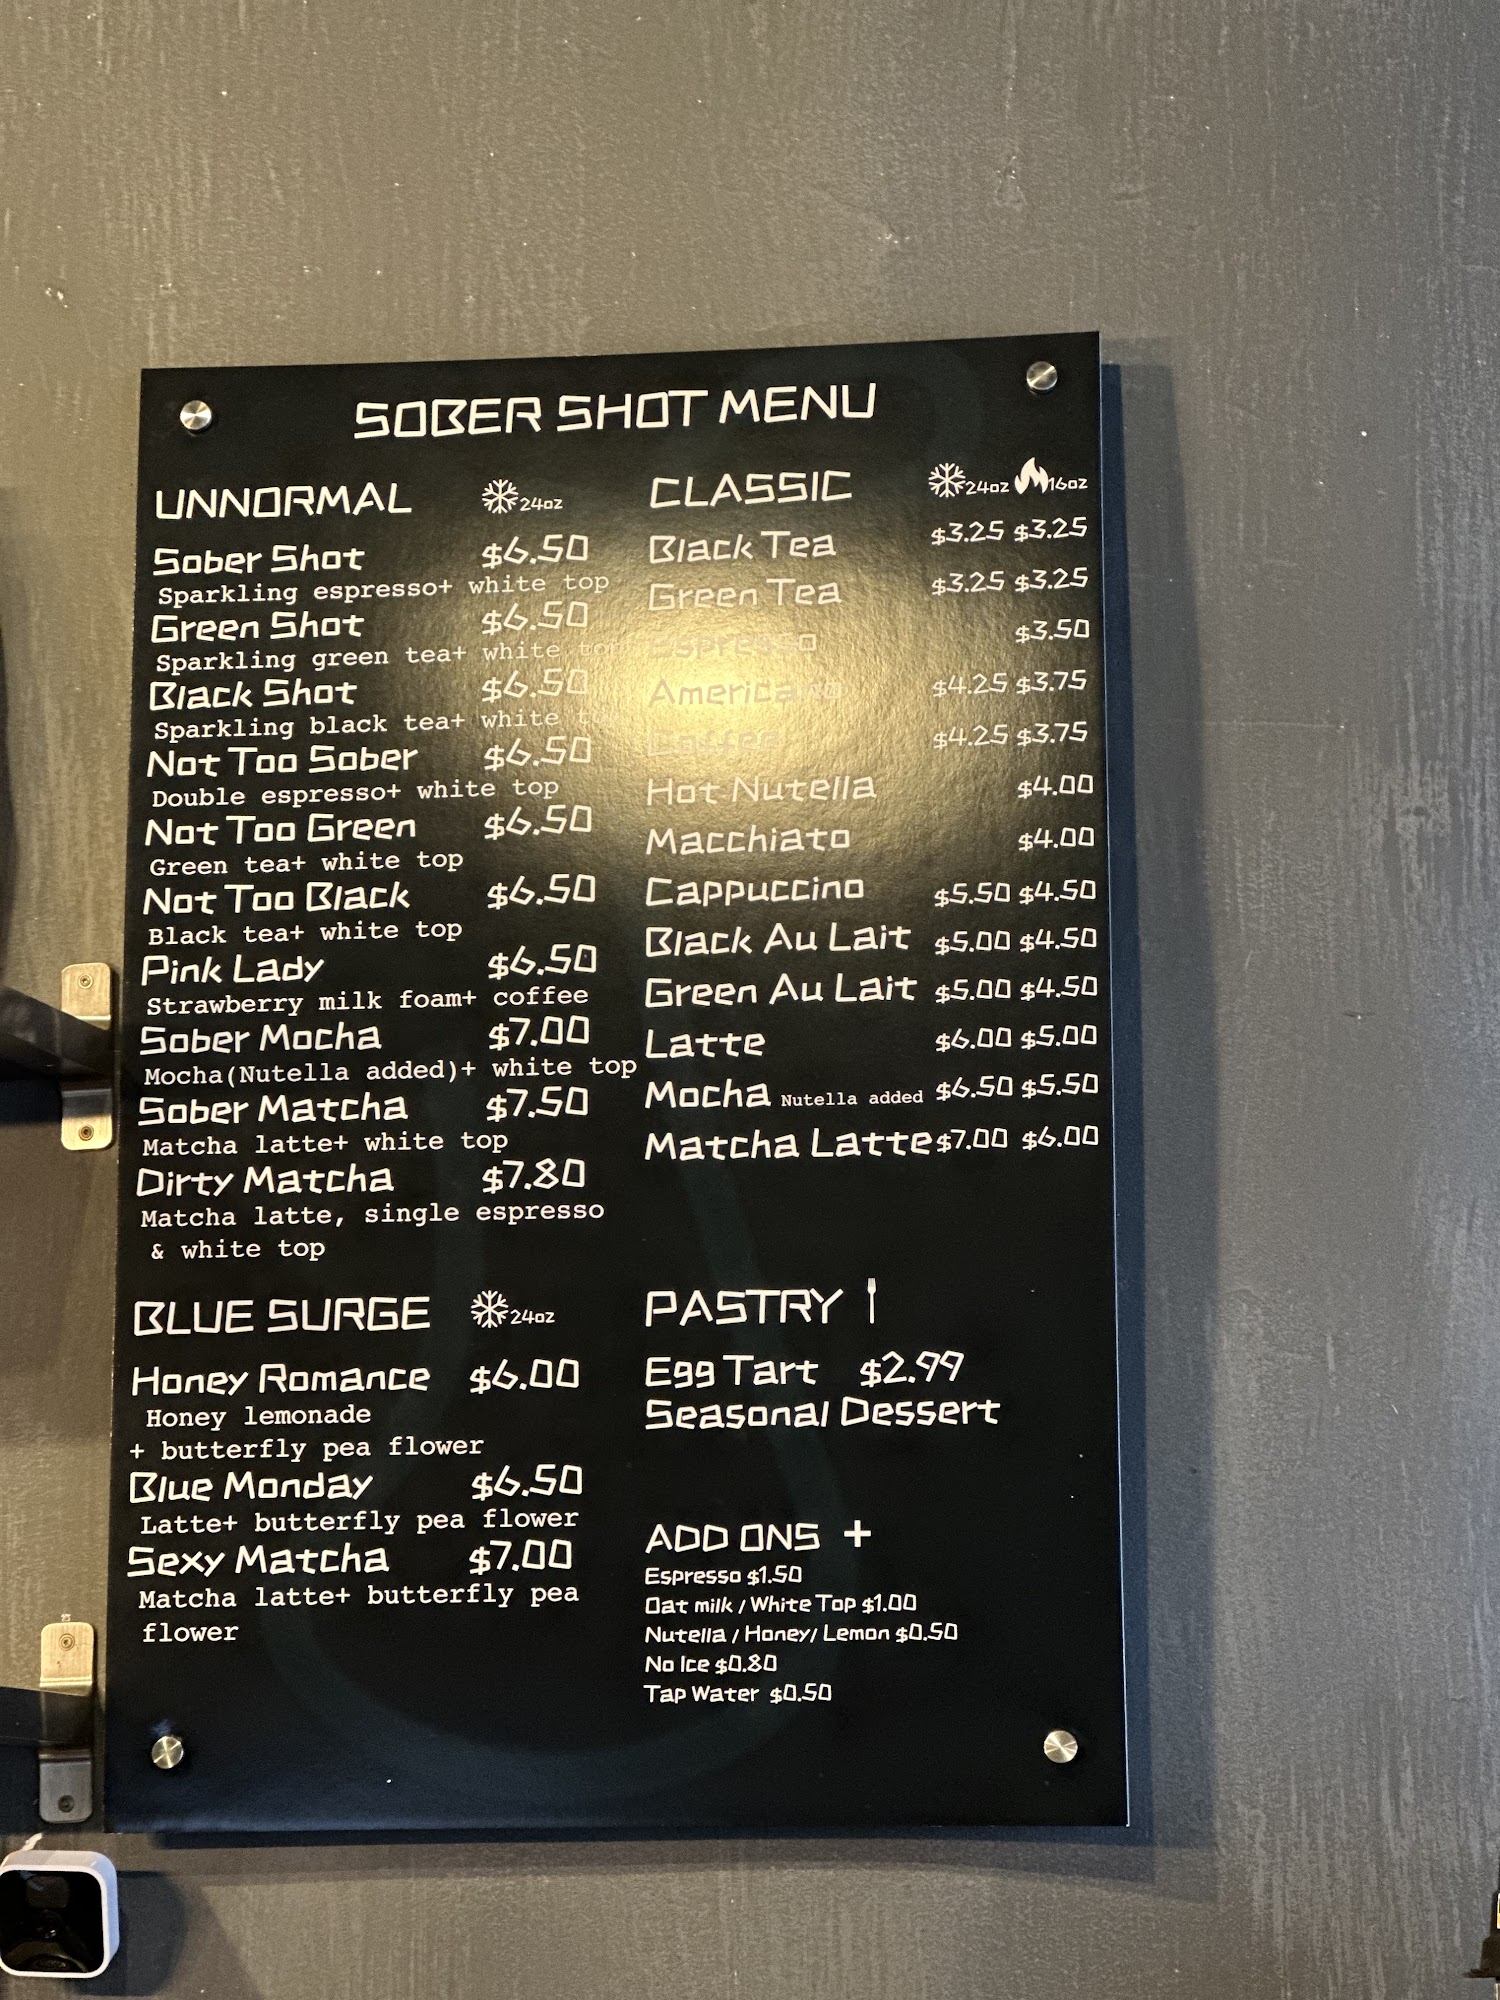 SOBER SHOT MENU
UNNORMAL 24oz
Sober Shot $6.50
Sparkling espresso+ white top
Green Shot $6.50
Sparkling green tea+ white top
Black Shot $6.50
Sparkling black tea+ white
Not Too Sober $6.50
Double espresso+ white top
Not Too Green $6.50
Green tea+ white top
Not Too Black $6.50
Black tea+ white top
Pink Lady $6.50
Strawberry milk foam+ coffee
Sober Mocha $7.00
Mocha(Nutella added)+ white top
Sober Matcha $7.50
Matcha latte+ white top
Dirty Matcha $7.80
Matcha latte, single espresso
& white top
BLUE SURGE 24oz
Honey Romance $6.00
Honey lemonade
+ butterfly pea flower
Blue Monday $6.50
Latte+ butterfly pea flower
Sexy Matcha $7.00
Matcha latte+ butterfly pea
flower
CLASSIC 24oz 16oz
Black Tea $3.25 $3.25
Green Tea $3.25 $3.25
Espresso $3.50
Americano $4.25 $3.75
$4.25 $3.75
Hot Nutella $4.00
Macchiato $4.00
Cappuccino $5.50 $4.50
Black Au Lait $5.00 $4.50
Green Au Lait $5.00 $4.50
Latte $6.00 $5.00
Mocha Nutella added $6.50 $5.50
Matcha Latte $7.00 $6.00
PASTRY
Egg Tart $2.99
Seasonal Dessert
ADD ONS +
Espresso $1.50
Oat milk / White Top $1.00
Nutella / Honey/ Lemon $0.50
No Ice $0.80
Tap Water $0.50